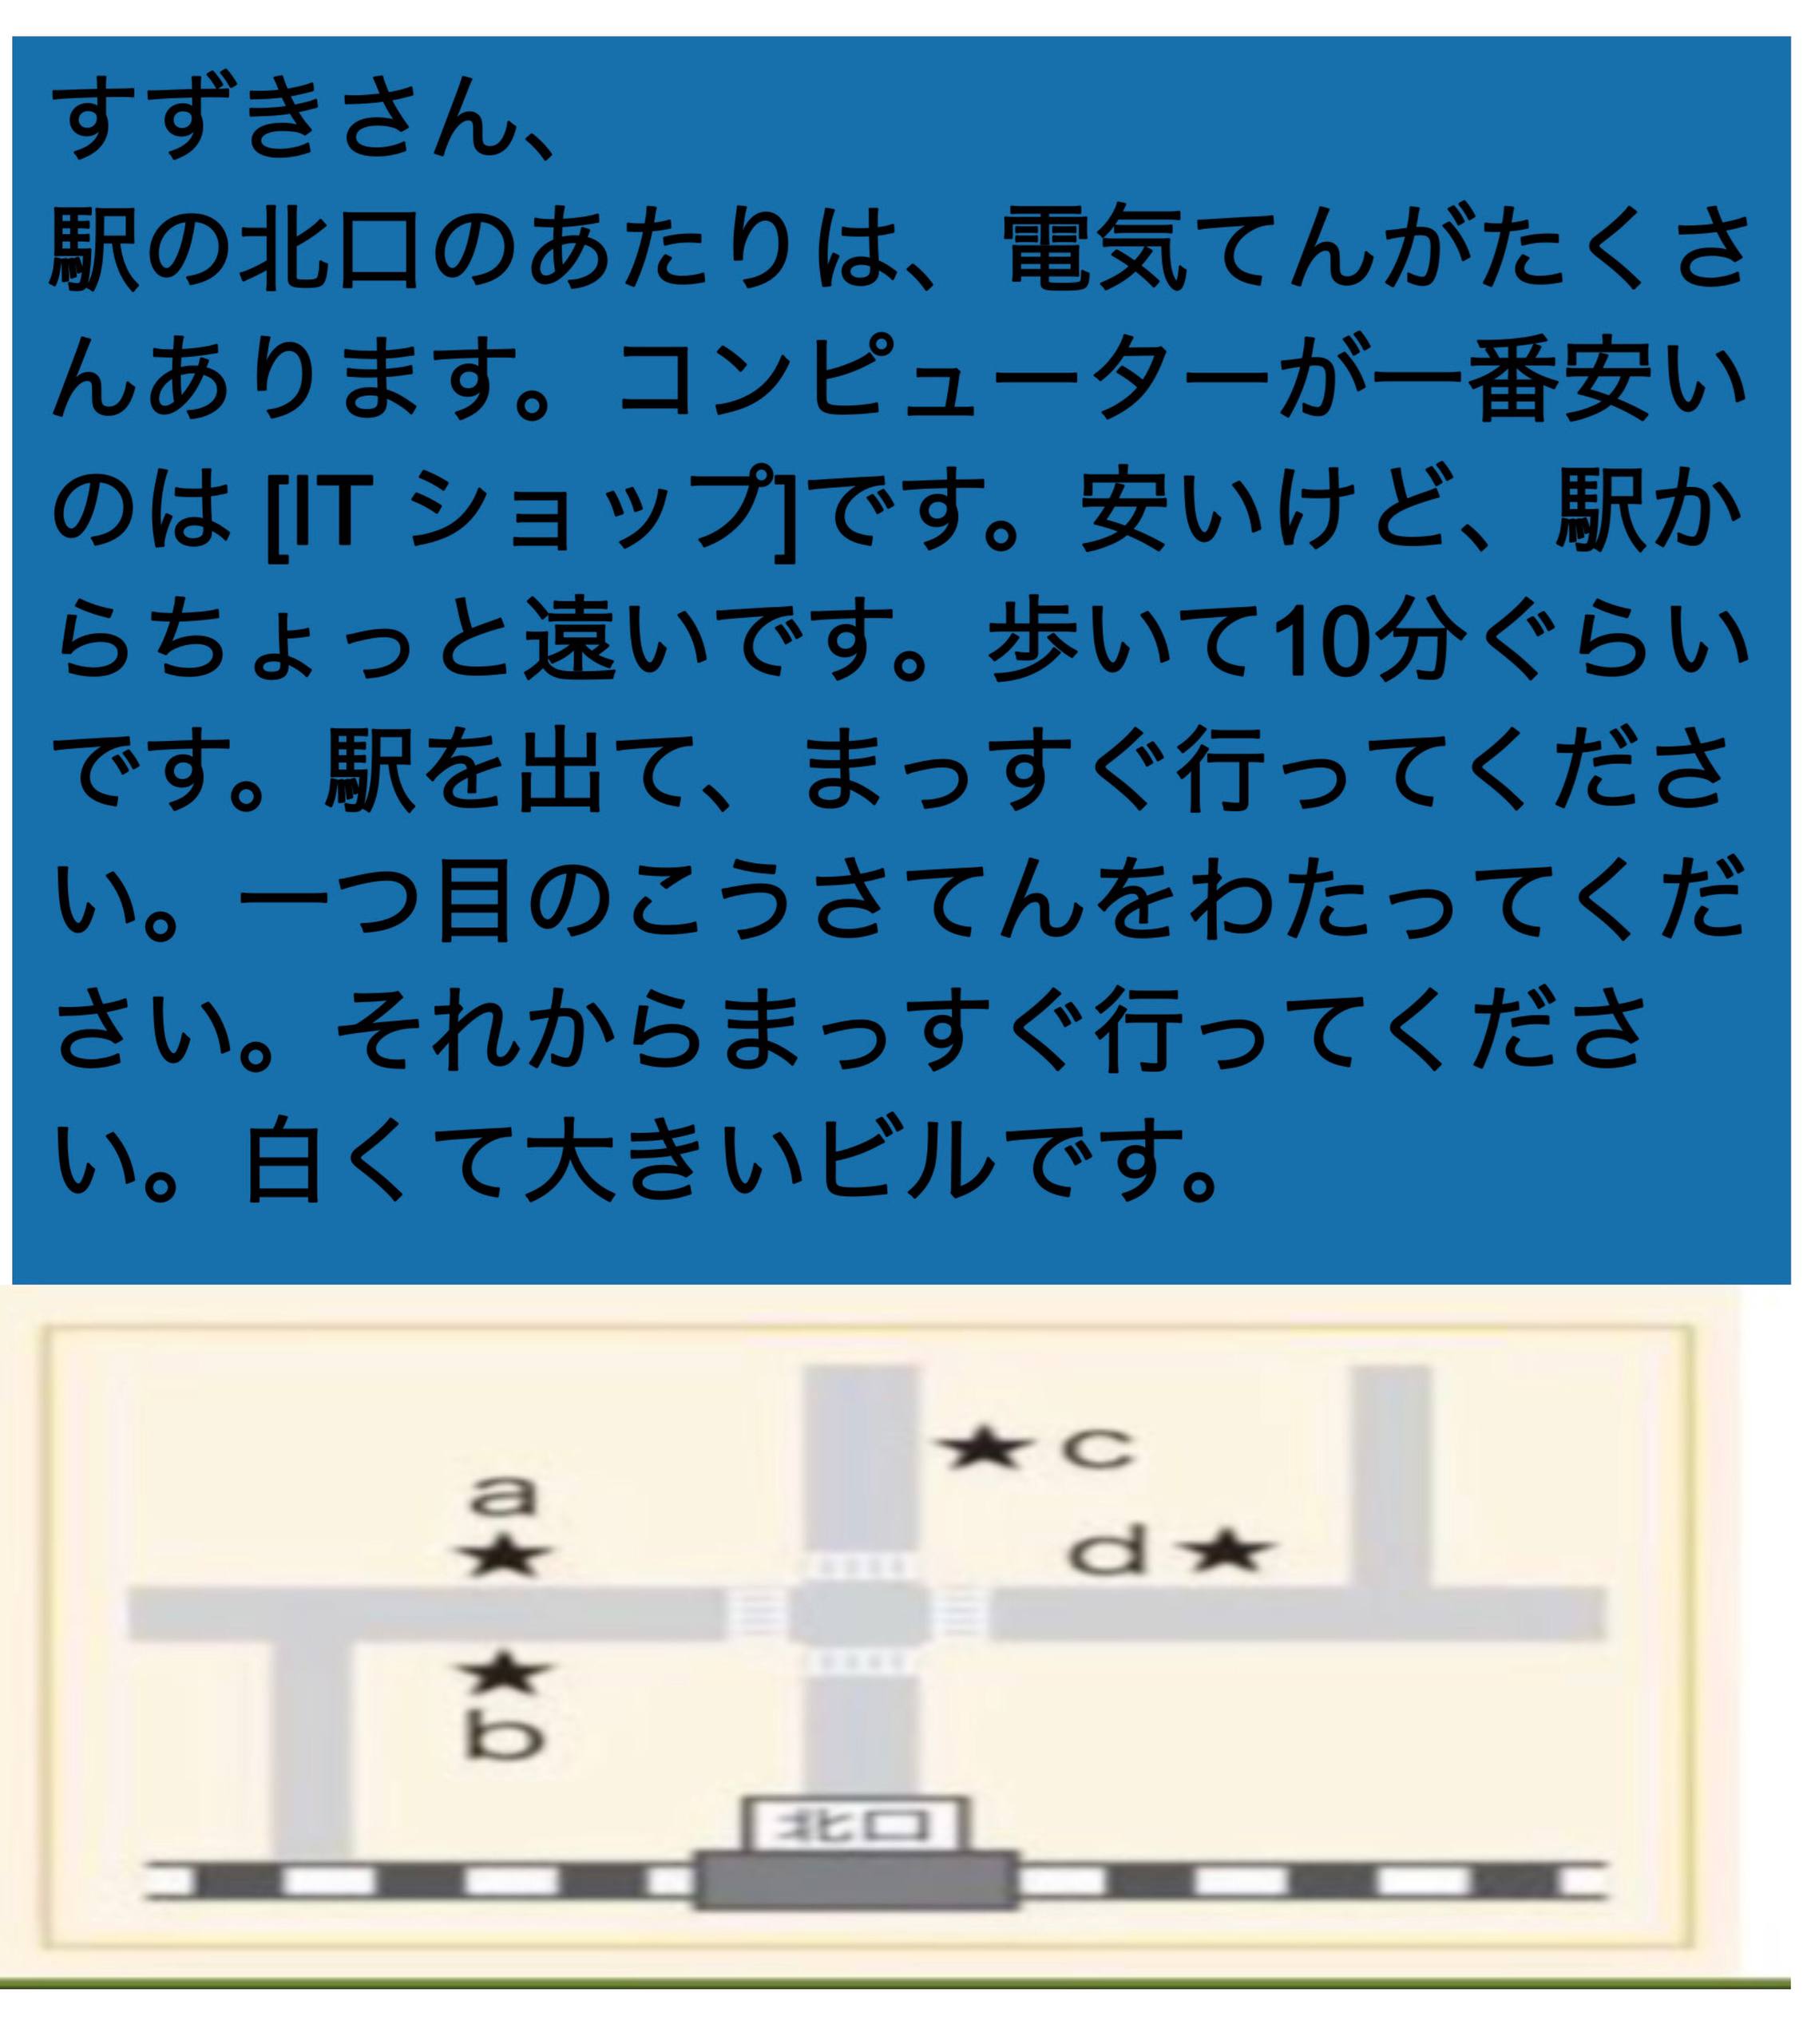 すずきさん、
駅の北口のあたりは、電気てんがたくさ
んあります。コンピューターが一番安い
のは [IT ショップ]です。安いけど、駅か
らちょっと遠いです。歩いて10分ぐらい
です。駅を出て、まっすぐ行ってくださ
い。一つ目のこうさてんをわたってくだ
さい。それからまっすぐ行ってくださ
い。白くて大きいビルです。
c
a
d
b
北口